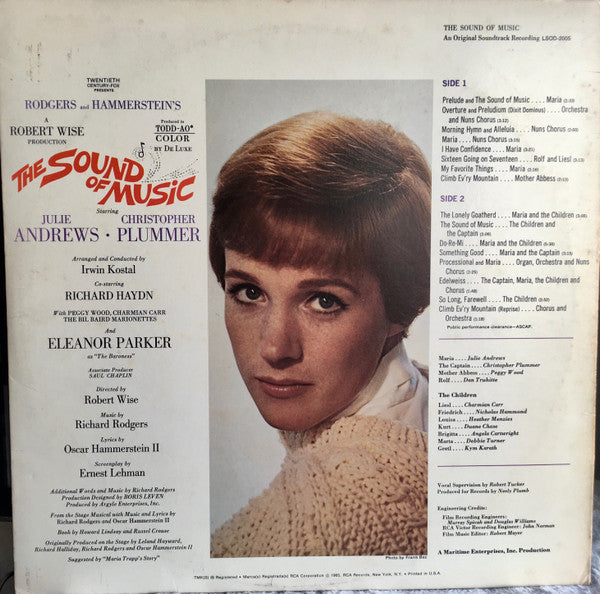 THE SOUND OF MUSIC
An Original Soundtrack Recording LSOD-2005
TWENTIETH
CENTURY-FOX
PRESENTS
RODGERS and HAMMERSTEIN'S
A
ROBERT WISE
PRODUCTION
Produced in
TODD-AO®
COLOR
BY DE LUXE
THE SOUND
OF MUSIC
Starring
JULIE ANDREWS · CHRISTOPHER PLUMMER
Arranged and Conducted by
Irwin Kostal
Co-starring
RICHARD HAYDN
With PEGGY WOOD, CHARMIAN CARR
THE BIL BAIRD MARIONETTES
And
ELEANOR PARKER
as "The Baroness"
Associate Producer
SAUL CHAPLIN
Directed by
Robert Wise
Music by
Richard Rodgers
Lyrics by
Oscar Hammerstein II
Screenplay by
Ernest Lehman
Additional Words and Music by Richard Rodgers
Production Designed by BORIS LEVEN
Produced by Argyle Enterprises, Inc.
From the Stage Musical with Music and Lyrics by
Richard Rodgers and Oscar Hammerstein II
Book by Howard Lindsay and Russel Crouse
Originally Produced on the Stage by Leland Hayward,
Richard Halliday, Richard Rodgers and Oscar Hammerstein II
Suggested by "Maria Trapp's Story"
SIDE 1
Prelude and The Sound of Music .... Maria
Overture and Preludium (Dixit Dominus) .... Orchestra
and Nuns Chorus
Morning Hymn and Alleluia .... Nuns Chorus
Maria .... Nuns Chorus
I Have Confidence .... Maria
Sixteen Going on Seventeen .... Rolf and Liesl
My Favorite Things .... Maria
Climb Ev'ry Mountain .... Mother Abbess
SIDE 2
The Lonely Goatherd .... Maria and the Children
The Sound of Music .... The Children and
the Captain
Do-Re-Mi .... Maria and the Children
Something Good .... Maria and the Captain
Processional and Maria .... Organ, Orchestra and Nuns
Chorus
Edelweiss .... The Captain, Maria, the Children and
Chorus
So Long, Farewell .... The Children
Climb Ev'ry Mountain (Reprise) .... Chorus and
Orchestra
Public performance clearance—ASCAP.
Maria .... Julie Andrews
The Captain .... Christopher Plummer
Mother Abbess .... Peggy Wood
Rolf .... Dan Truhitte
The Children
Liesl .... Charmian Carr
Friedrich .... Nicholas Hammond
Louisa .... Heather Menzies
Kurt .... Duane Chase
Brigitta .... Angela Cartwright
Marta .... Debbie Turner
Gretl .... Kym Karath
Vocal Supervision by Robert Tucker
Produced for Records by Neely Plumb
Engineering Credits:
Film Recording Engineers:
Murray Spivak and Douglas Williams
RCA Victor Recording Engineer: John Norman
Film Music Editor: Robert Mayer
A Maritime Enterprises, Inc. Production
Photo by Frank Bez
TMK(S) ® Registered • Marca(s) Registrada(s) RCA Corporation © 1965, RCA Records, New York, N.Y. • Printed in U.S.A.